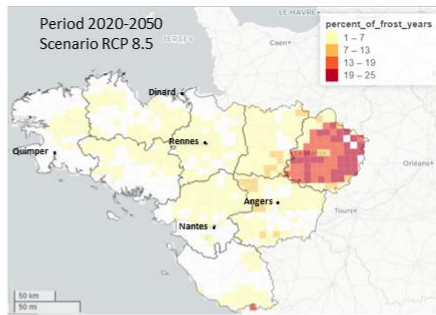 Period 2020-2050
Scenario RCP 8.5
LE HAVRE
JERSEY
Caen
percent_of_frost_years
1 – 7
7 – 13
13 – 19
19 – 25
Dinard
Rennes
Quimper
Orléans
Angers
Tours
Nantes
50 km
50 mi